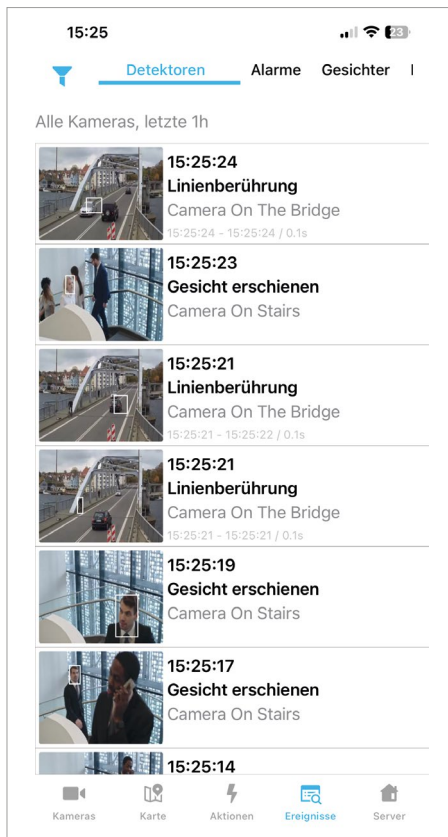 15:25
23
Detektoren Alarme Gesichter
Alle Kameras, letzte 1h
15:25:24
Linienberührung
Camera On The Bridge
15:25:24 - 15:25:24 / 0.1s
15:25:23
Gesicht erschienen
Camera On Stairs
15:25:21
Linienberührung
Camera On The Bridge
15:25:21 - 15:25:22 / 0.1s
15:25:21
Linienberührung
Camera On The Bridge
15:25:21 - 15:25:21 / 0.1s
15:25:19
Gesicht erschienen
Camera On Stairs
15:25:17
Gesicht erschienen
Camera On Stairs
15:25:14
Kameras Karte Aktionen Ereignisse Server